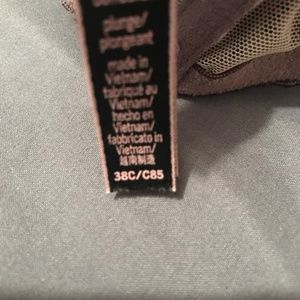 plunge/
plongeant
made in
Vietnam/
fabriqué au
Vietnam/
hecho en
Vietnam/
fabbricato in
Vietnam/
越南制造
38C/C85